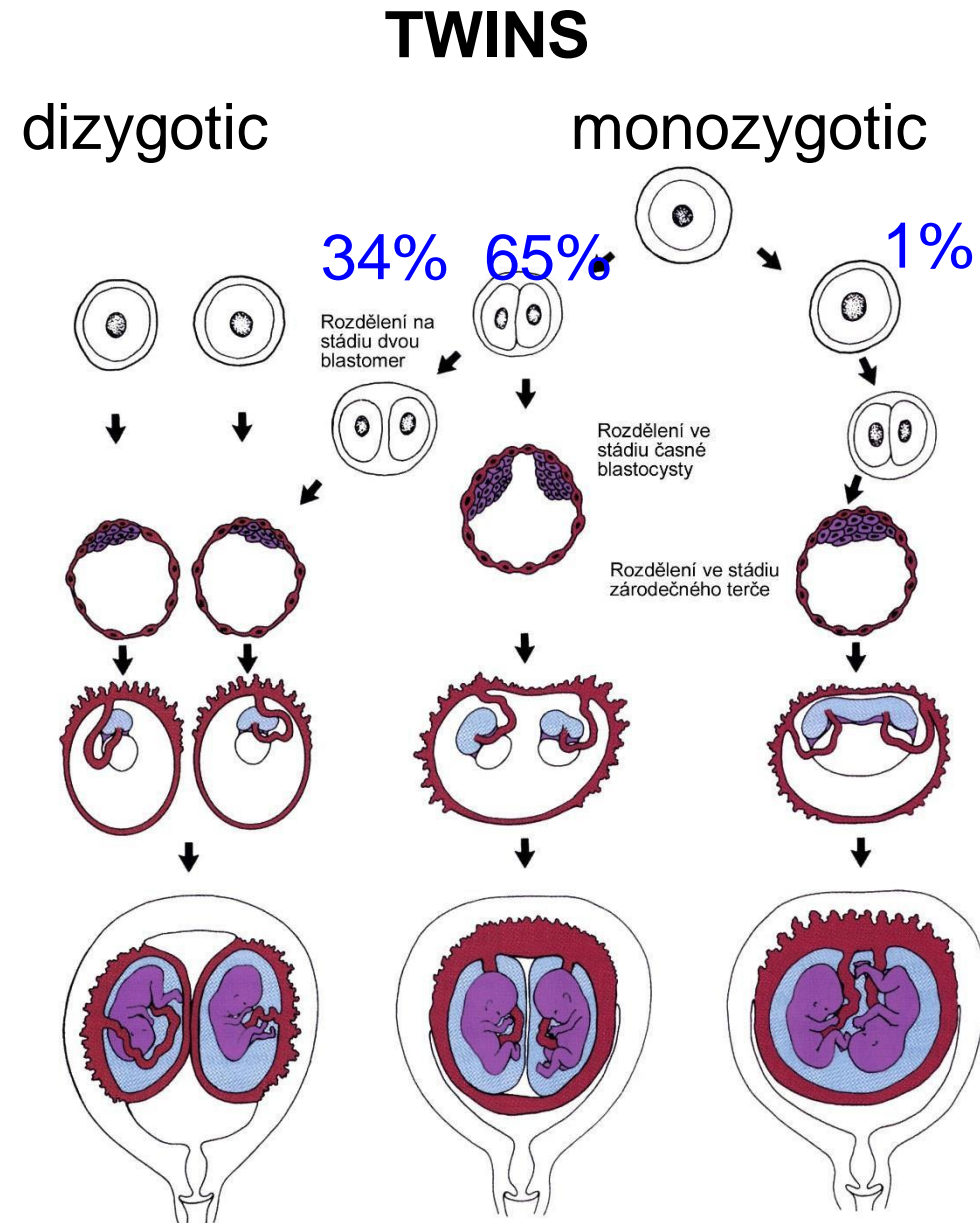 TWINS
dizygotic
monozygotic
34%
65%
1%
Rozdělení na
stádiu dvou
blastomer
Rozdělení ve
stádiu časné
blastocysty
Rozdělení ve stádiu
zárodečného terče